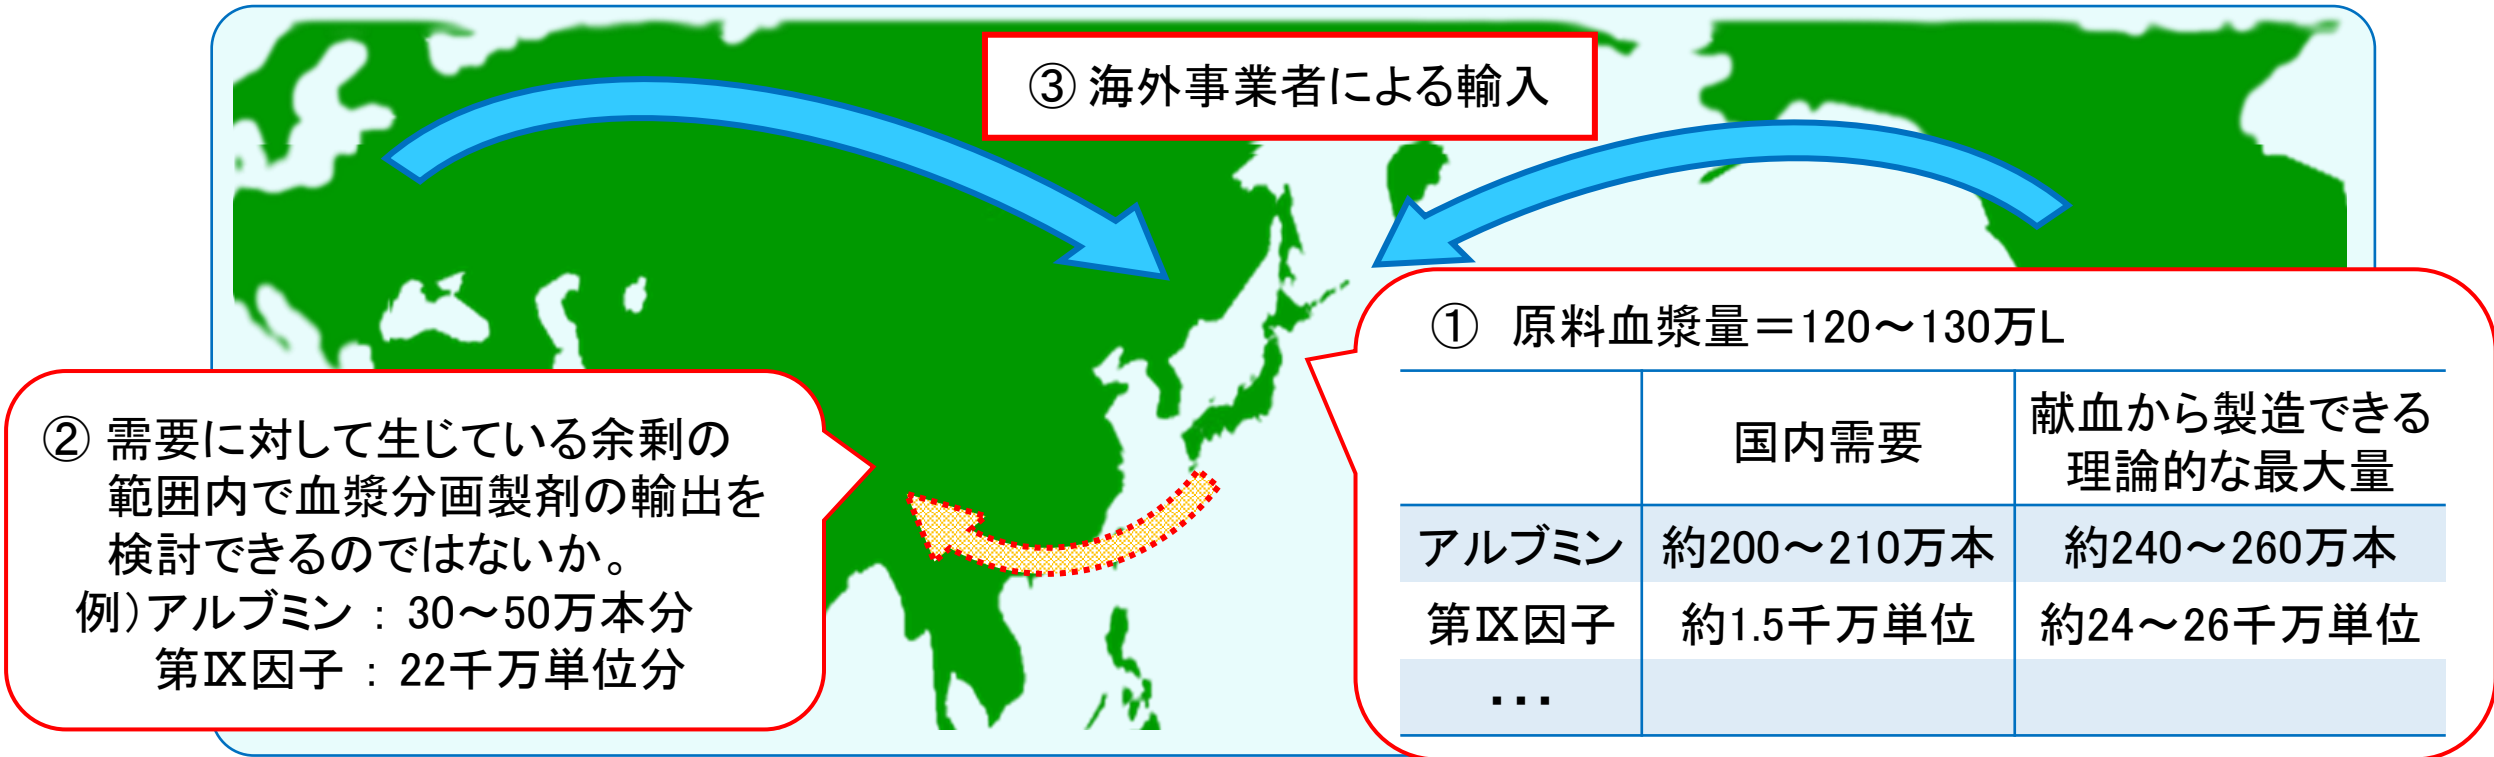 ③ 海外事業者による輸入
① 原料血漿量＝120～130万L
国内需要
献血から製造できる
理論的な最大量
アルブミン 約200～210万本 約240～260万本
第Ⅸ因子 約1.5千万単位 約24～26千万単位
・・・
② 需要に対して生じている余剰の
範囲内で血漿分画製剤の輸出を
検討できるのではないか。
例）アルブミン : 30～50万本分
第Ⅸ因子 : 22千万単位分